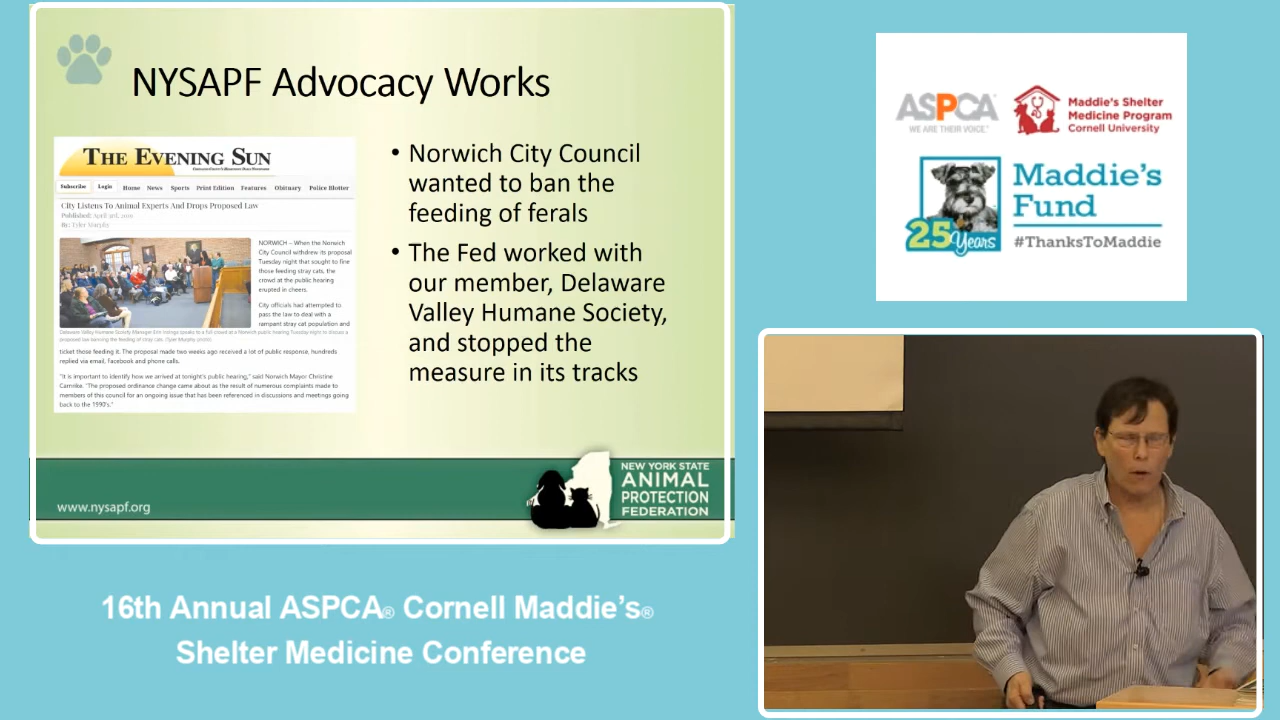 NYSAPF Advocacy Works
THE EVENING SUN
Subscribe Login Home News Sports Print Edition Features Obituary Police Blotter
City Listens To Animal Experts And Drops Proposed Law
Published: April 3rd, 2019
By: Tyler Murphy
NORWICH – When the Norwich
City Council withdrew its proposal
Tuesday night that sought to fine
those feeding stray cats, the
crowd at the public hearing
erupted in cheers.
City officials had attempted to
pass the law to deal with a
rampant stray cat population and
ticket those feeding it. The proposal made two weeks ago received a lot of public response, hundreds
replied via email, facebook and phone calls.
"It is important to identify how we arrived at tonight's public hearing," said Norwich Mayor Christine
Carnrike. "The proposed ordinance change came about as the result of numerous complaints made to
members of this council for an ongoing issue that has been referenced in discussions and meetings going
back to the 1990's."
• Norwich City Council
wanted to ban the
feeding of ferals
• The Fed worked with
our member, Delaware
Valley Humane Society,
and stopped the
measure in its tracks
www.nysapf.org
NEW YORK STATE
ANIMAL
PROTECTION
FEDERATION
16th Annual ASPCA® Cornell Maddie's®
Shelter Medicine Conference
ASPCA
WE ARE THEIR VOICE
Maddie's Shelter
Medicine Program
Cornell University
25 Years
Maddie's
Fund
#ThanksToMaddie